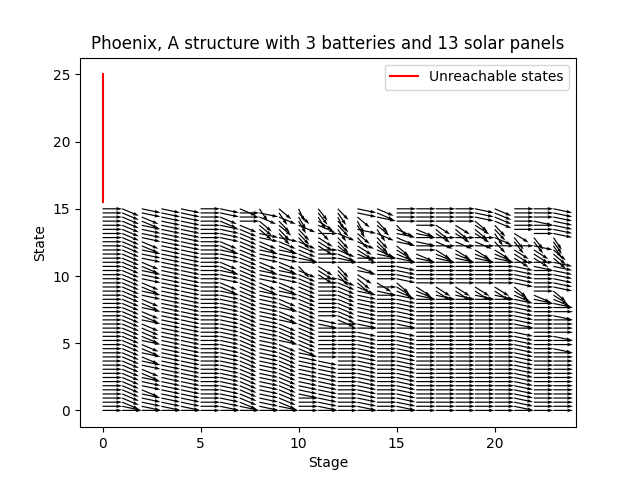 Phoenix, A structure with 3 batteries and 13 solar panels
Unreachable states
25
20
15
10
5
0
State
0 5 10 15 20
Stage